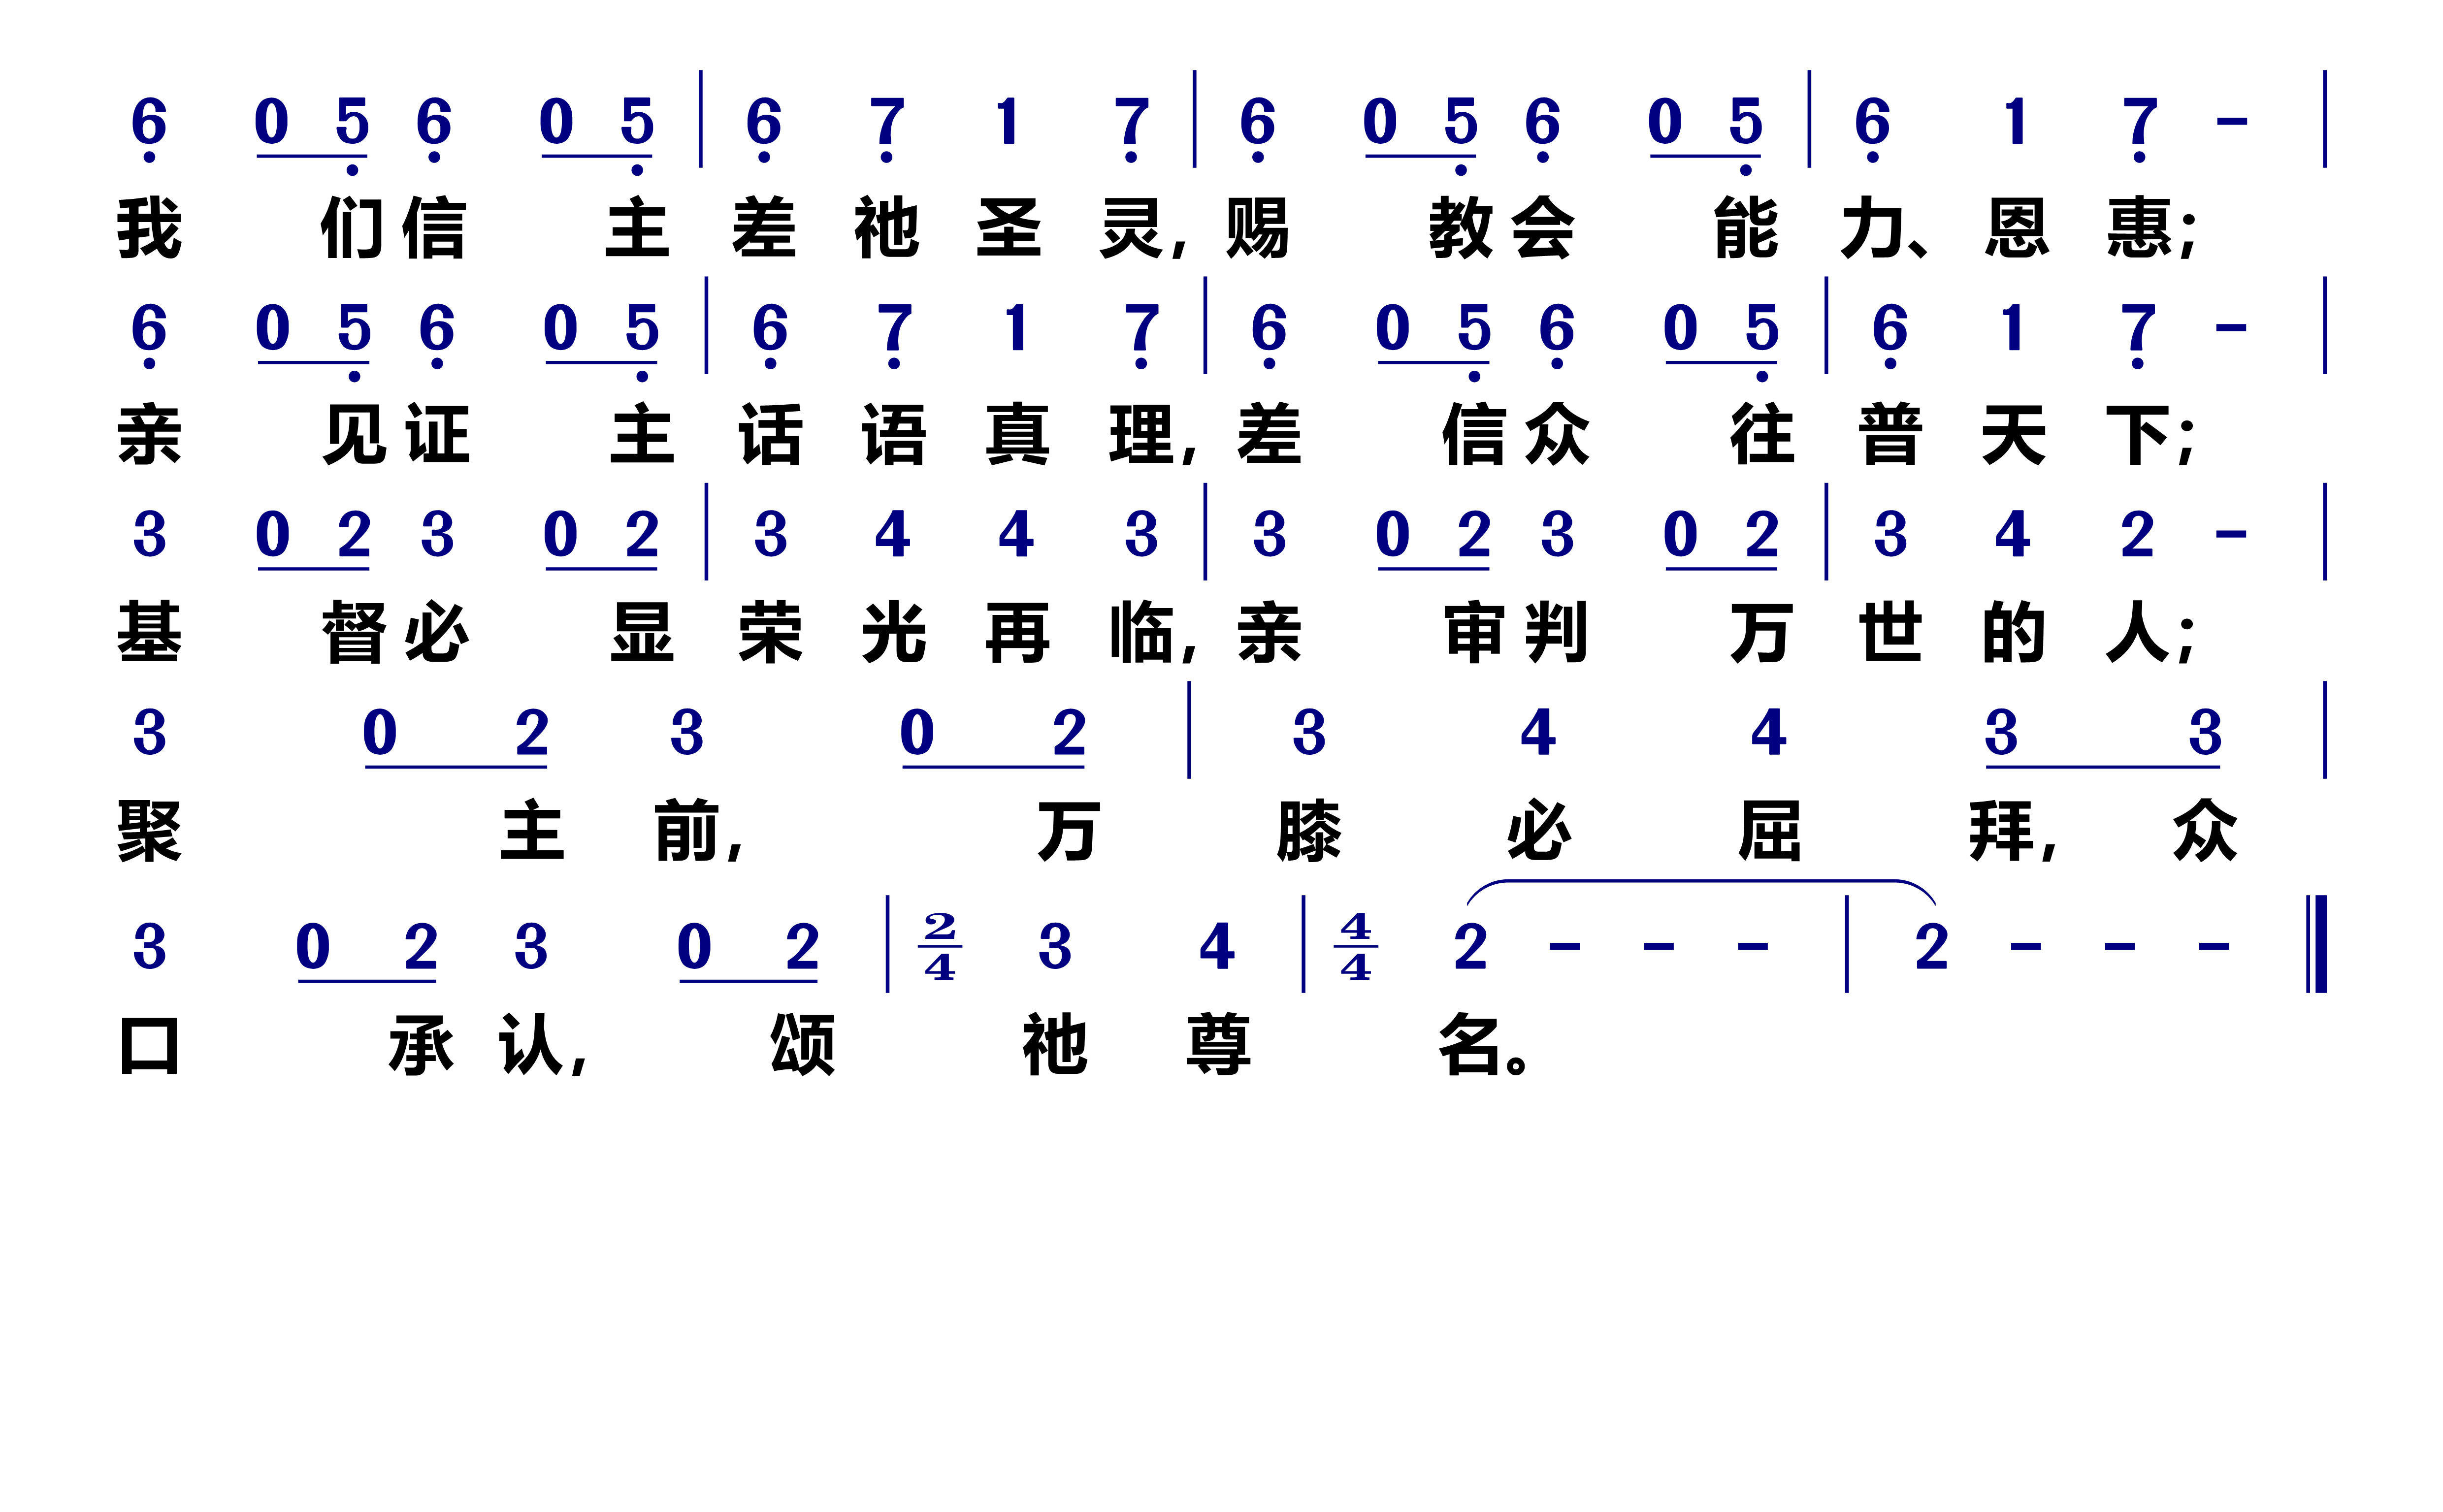 6 0 5 6 0 5 | 6 7 1 7 | 6 0 5 6 0 5 | 6 1 7 - |
我们信主差祂圣灵,赐教会能力、恩惠;
6 0 5 6 0 5 | 6 7 1 7 | 6 0 5 6 0 5 | 6 1 7 - |
亲见证主话语真理,差信众往普天下;
3 0 2 3 0 2 | 3 4 4 3 | 3 0 2 3 0 2 | 3 4 2 - |
基督必显荣光再临,亲审判万世的人;
3 0 2 3 0 2 | 3 4 4 3 3 |
聚主前,万膝必屈拜,众
3 0 2 3 0 2 | 2/4 3 4 | 4/4 2 - - - | 2 - - - ‖
口承认,颂祂尊名。